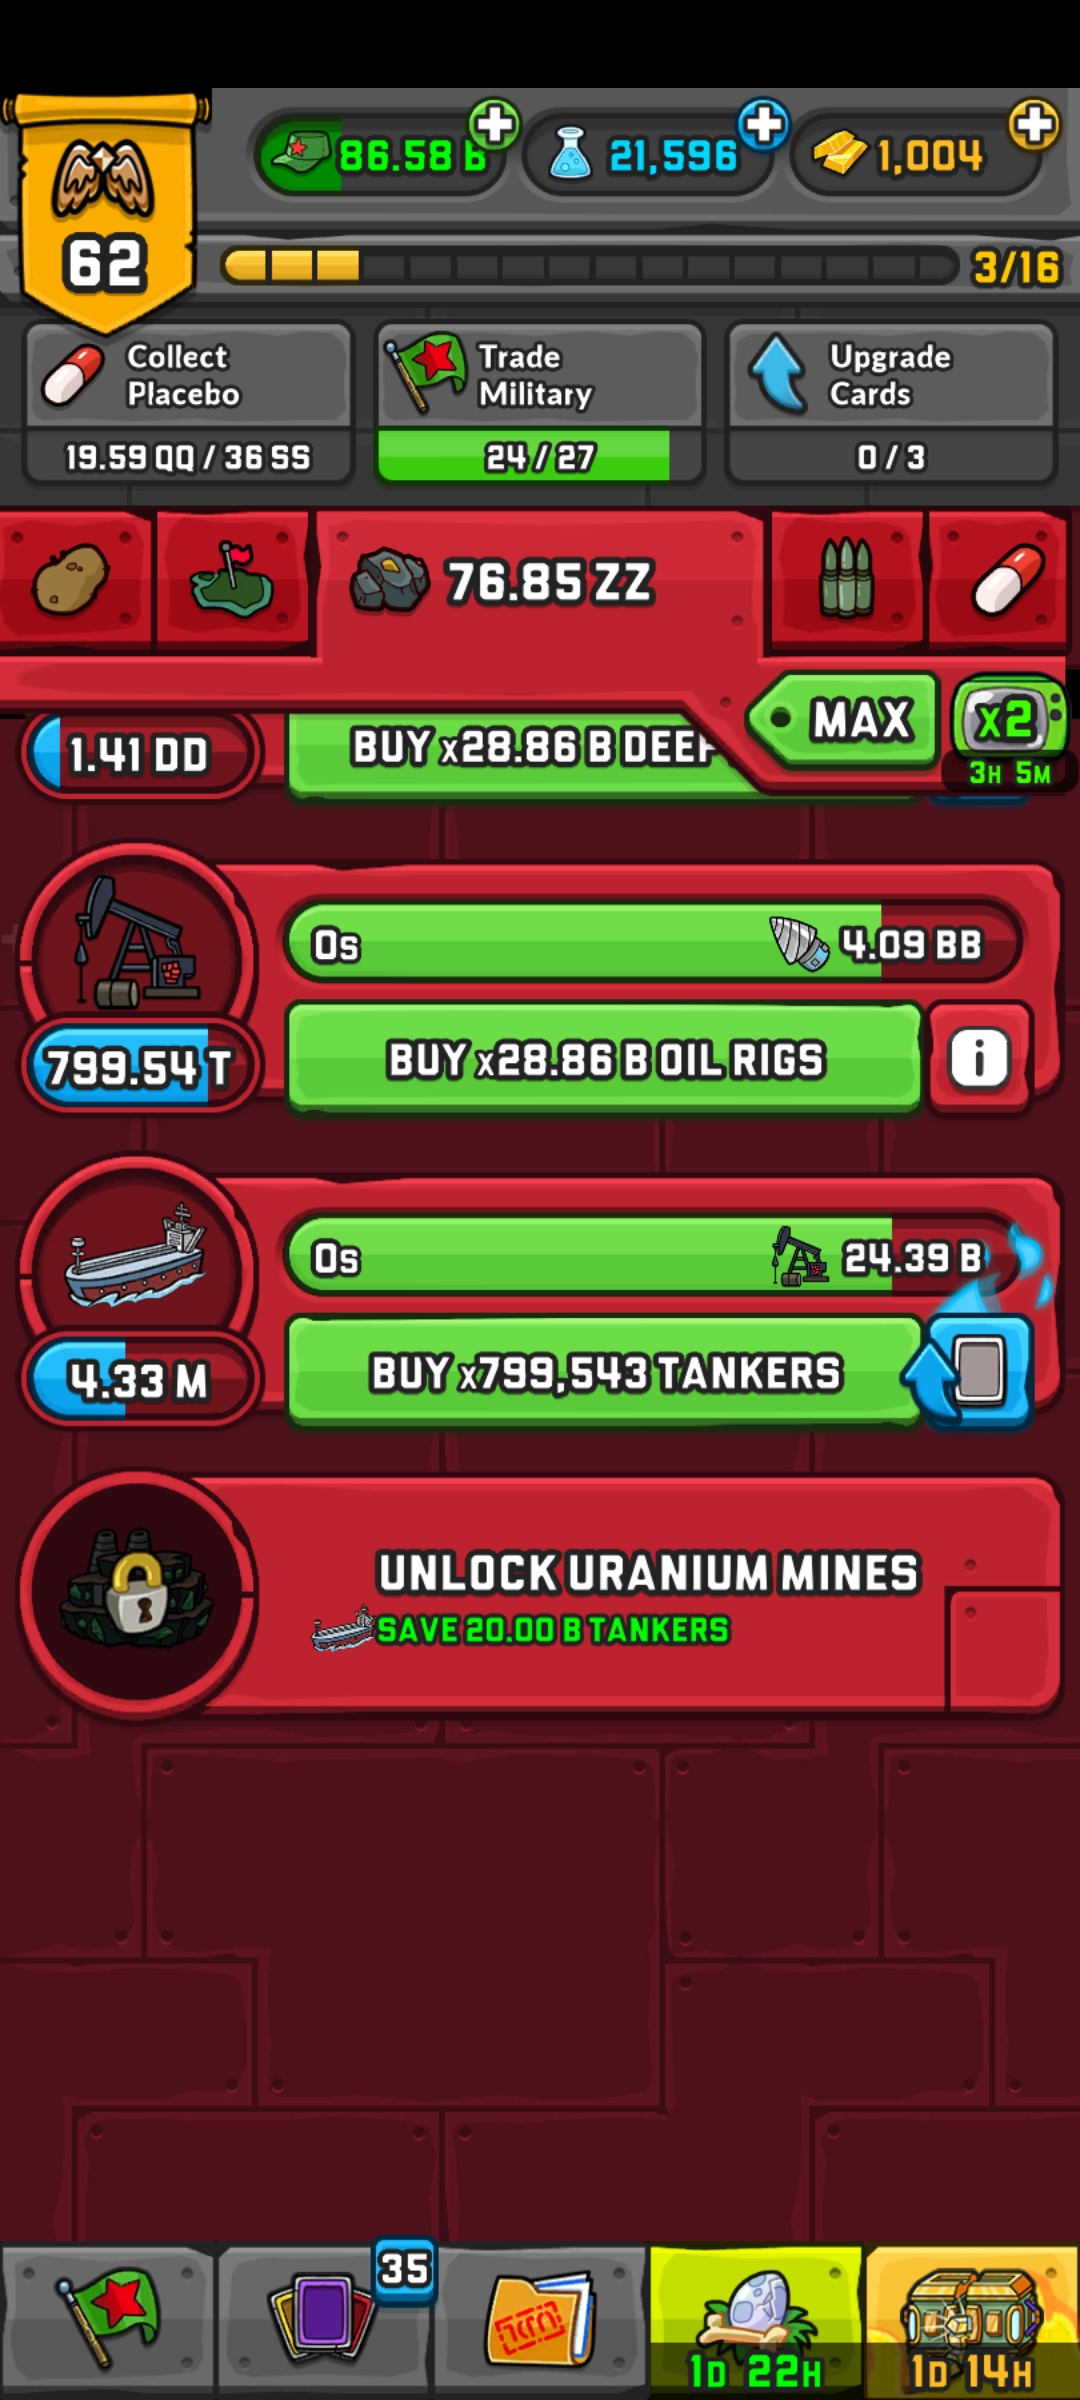 86.58 B
21,596
1,004
62
3/16
Collect
Placebo
Trade
Military
Upgrade
Cards
19.59 QQ / 36 SS
24 / 27
0 / 3
76.85 ZZ
MAX
x2
3H 5M
1.41 DD
BUY x28.86 B DEEP
0s
4.09 BB
799.54 T
BUY x28.86 B OIL RIGS
i
0s
24.39 B
4.33 M
BUY x799,543 TANKERS
UNLOCK URANIUM MINES
SAVE 20.00 B TANKERS
35
1D 22H
1D 14H